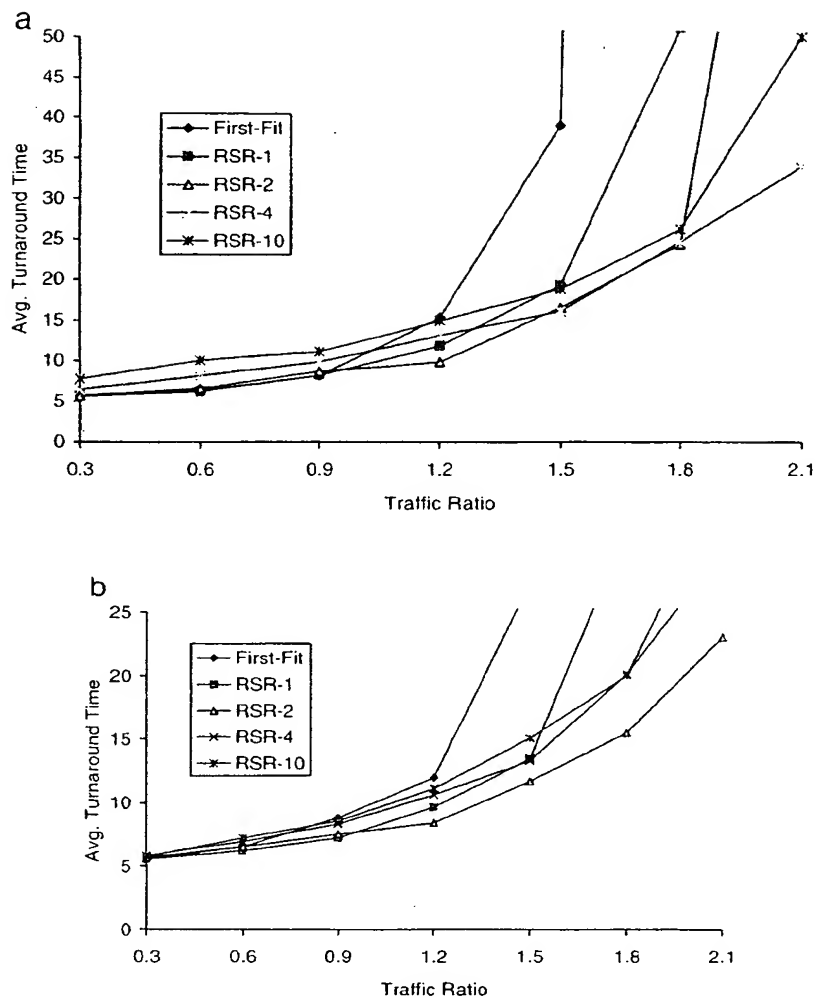 a
50
45
40
35
30
25
20
15
10
5
0
Avg. Turnaround Time
First-Fit
RSR-1
RSR-2
RSR-4
RSR-10
0.3 0.6 0.9 1.2 1.5 1.8 2.1
Traffic Ratio
b
25
20
15
10
5
0
Avg. Turnaround Time
First-Fit
RSR-1
RSR-2
RSR-4
RSR-10
0.3 0.6 0.9 1.2 1.5 1.8 2.1
Traffic Ratio